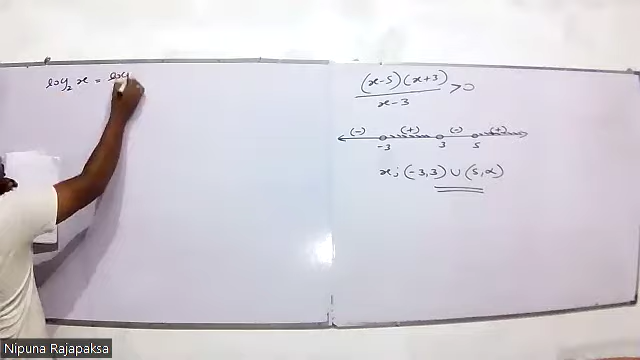 log₂ x = log
(x-5)(x+3)
x-3
>0
(-) (+) (-) (+)
-3 3 5
x; (-3,3) ∪ (5,∞)
Nipuna Rajapaksa